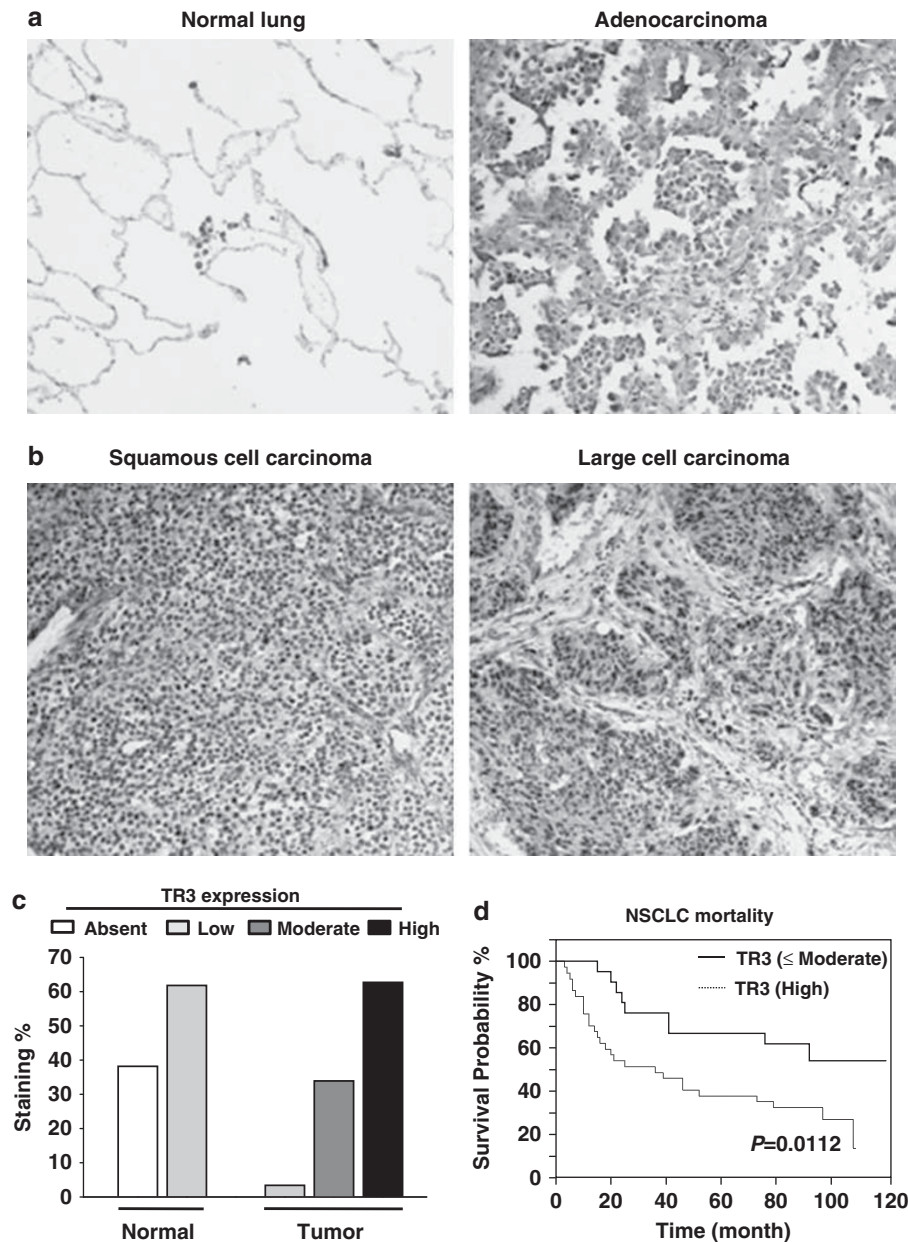 a
Normal lung
Adenocarcinoma
b
Squamous cell carcinoma
Large cell carcinoma
c
TR3 expression
Absent Low Moderate High
Staining %
70
60
50
40
30
20
10
0
Normal
Tumor
d
NSCLC mortality
Survival Probability %
100
80
60
40
20
0
TR3 (≤ Moderate)
TR3 (High)
P=0.0112
0 20 40 60 80 100 120
Time (month)